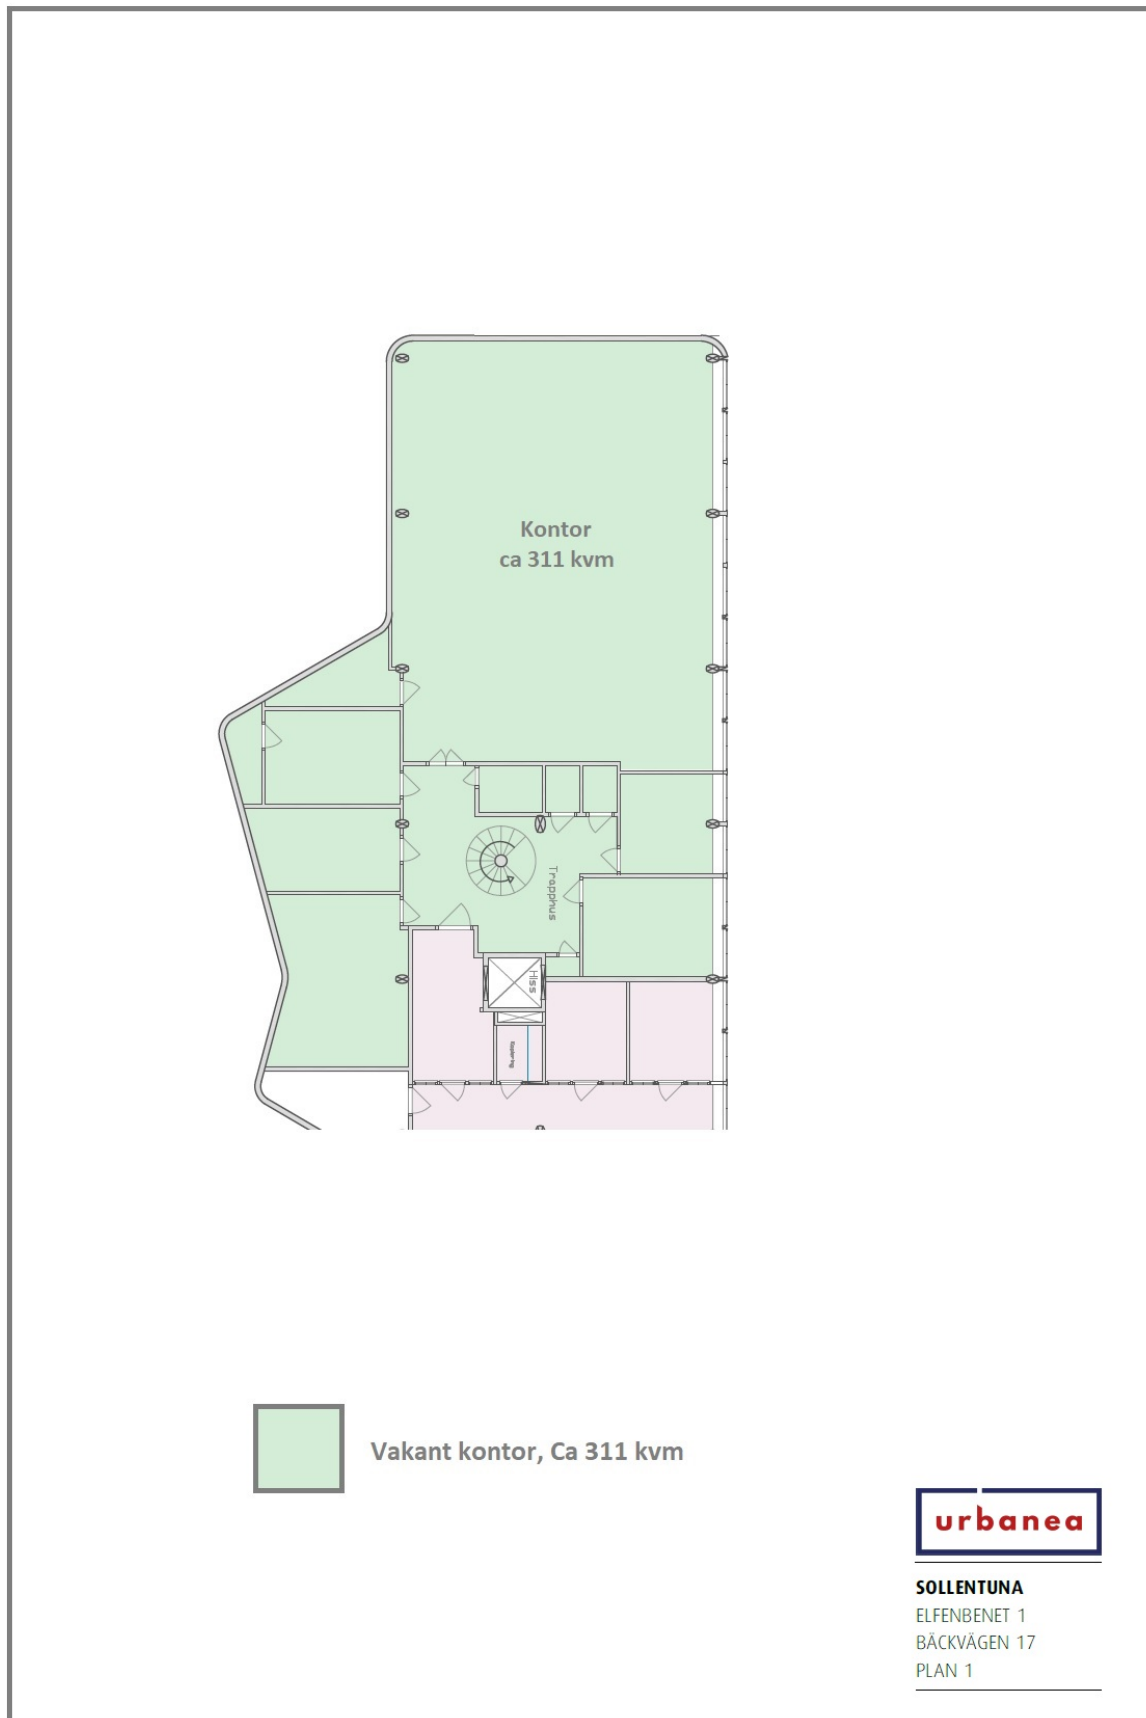 Kontor
ca 311 kvm
Trapphus
Hiss
Vakant kontor, Ca 311 kvm
urbanea
SOLLENTUNA
ELFENBENET 1
BÄCKVÄGEN 17
PLAN 1